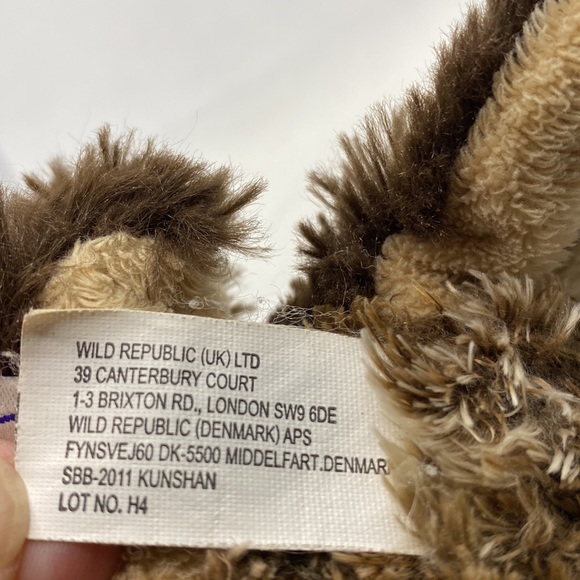 WILD REPUBLIC (UK) LTD
39 CANTERBURY COURT
1-3 BRIXTON RD., LONDON SW9 6DE
WILD REPUBLIC (DENMARK) APS
FYNSVEJ60 DK-5500 MIDDELFART.DENMAR
SBB-2011 KUNSHAN
LOT NO. H4